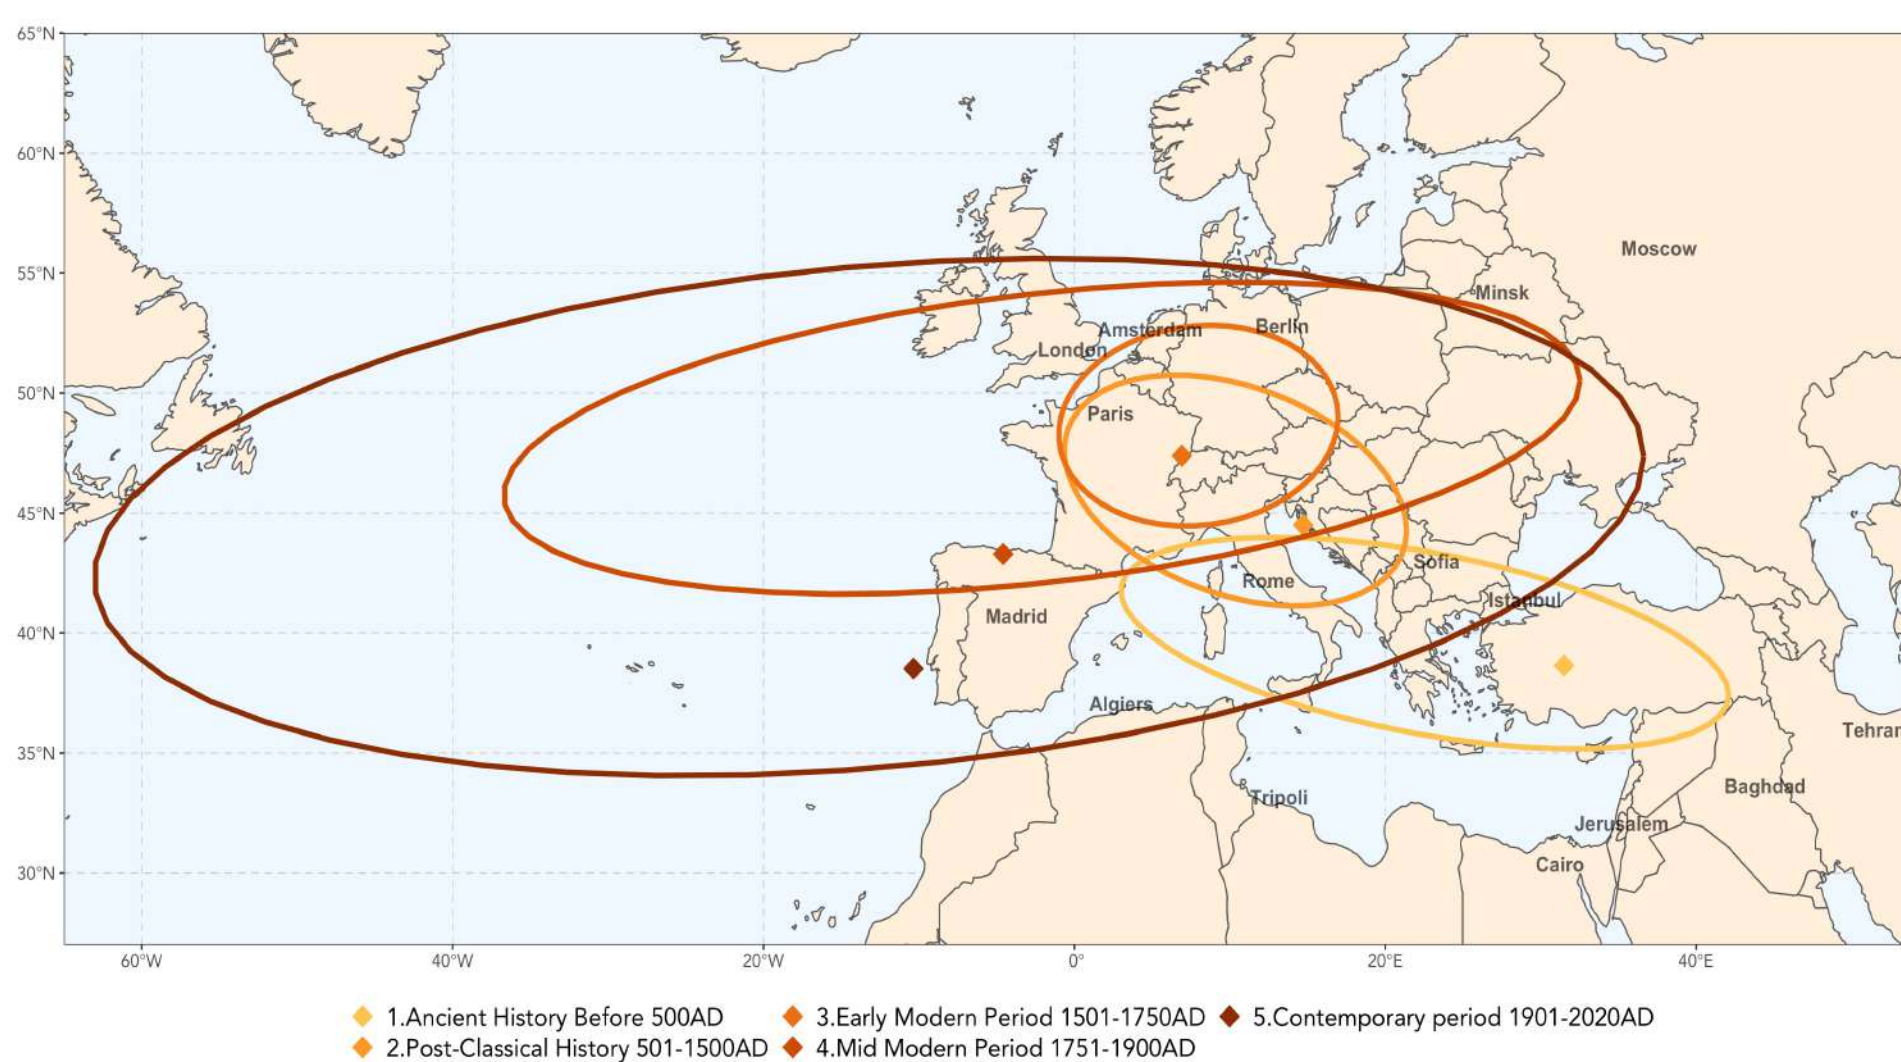 65°N
60°N
55°N
50°N
45°N
40°N
35°N
30°N
Moscow
Minsk
Amsterdam
Berlin
London
Paris
Sofia
Rome
Istanbul
Madrid
Algiers
Tehran
Baghdad
Tripoli
Jerusalem
Cairo
60°W 40°W 20°W 0° 20°E 40°E
1.Ancient History Before 500AD 3.Early Modern Period 1501-1750AD 5.Contemporary period 1901-2020AD
2.Post-Classical History 501-1500AD 4.Mid Modern Period 1751-1900AD